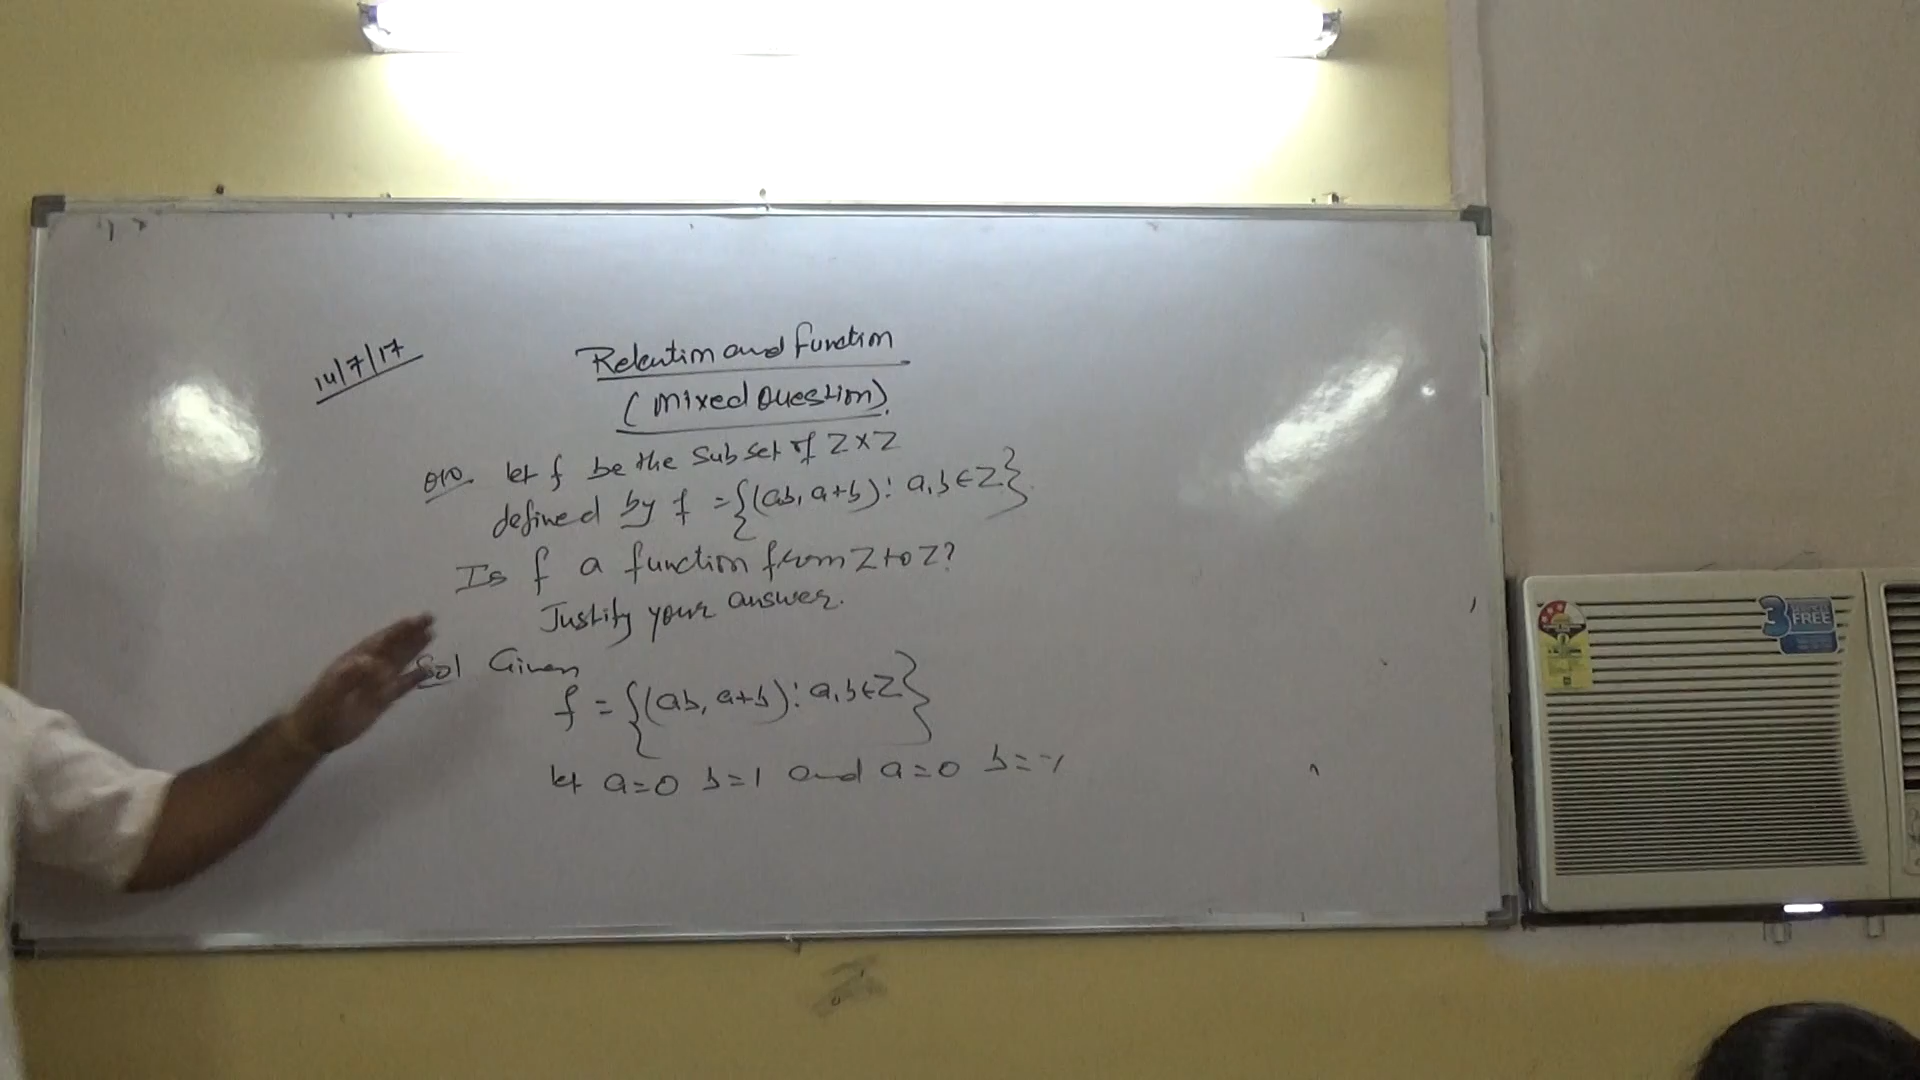 14/7/17
Relation and function
(Mixed Question).
let f be the Subset of Z×Z
defined by f = {(ab, a+b): a,b∈Z}.
Is f a function from Z to Z?
Justify your answer.
Sol Given
f = {(ab, a+b): a,b∈Z}
let a=0 b=1 and a=0 b=-1
3
FREE